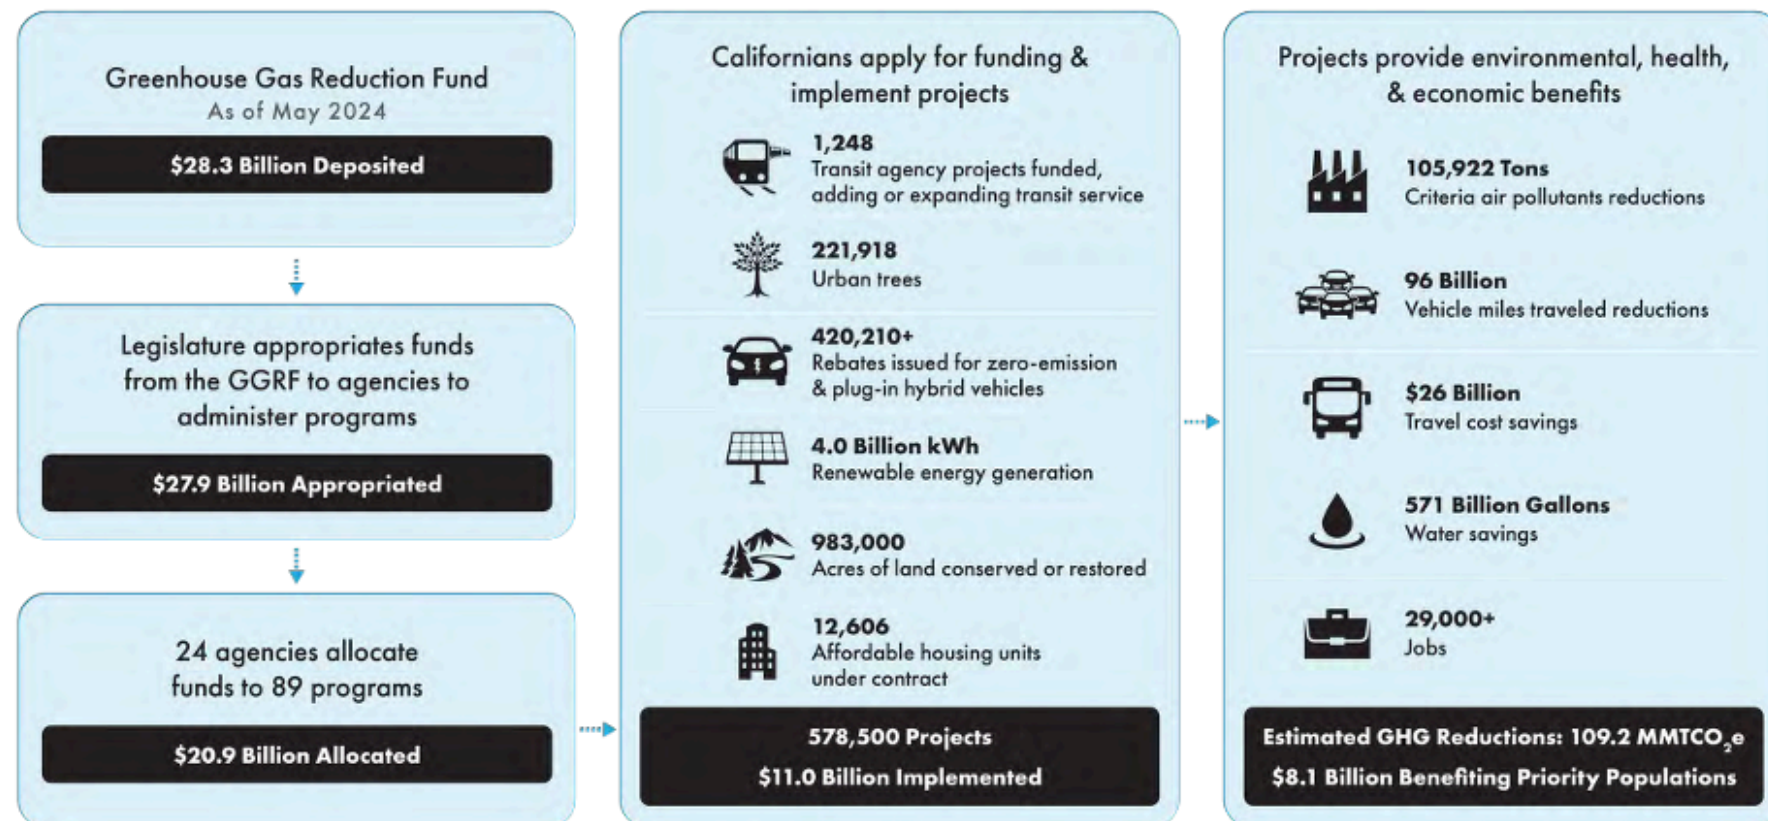 Greenhouse Gas Reduction Fund
As of May 2024
$28.3 Billion Deposited
Legislature appropriates funds
from the GGRF to agencies to
administer programs
$27.9 Billion Appropriated
24 agencies allocate
funds to 89 programs
$20.9 Billion Allocated
Californians apply for funding &
implement projects
1,248
Transit agency projects funded,
adding or expanding transit service
221,918
Urban trees
420,210+
Rebates issued for zero-emission
& plug-in hybrid vehicles
4.0 Billion kWh
Renewable energy generation
983,000
Acres of land conserved or restored
12,606
Affordable housing units
under contract
578,500 Projects
$11.0 Billion Implemented
Projects provide environmental, health,
& economic benefits
105,922 Tons
Criteria air pollutants reductions
96 Billion
Vehicle miles traveled reductions
$26 Billion
Travel cost savings
571 Billion Gallons
Water savings
29,000+
Jobs
Estimated GHG Reductions: 109.2 MMTCO₂e
$8.1 Billion Benefiting Priority Populations